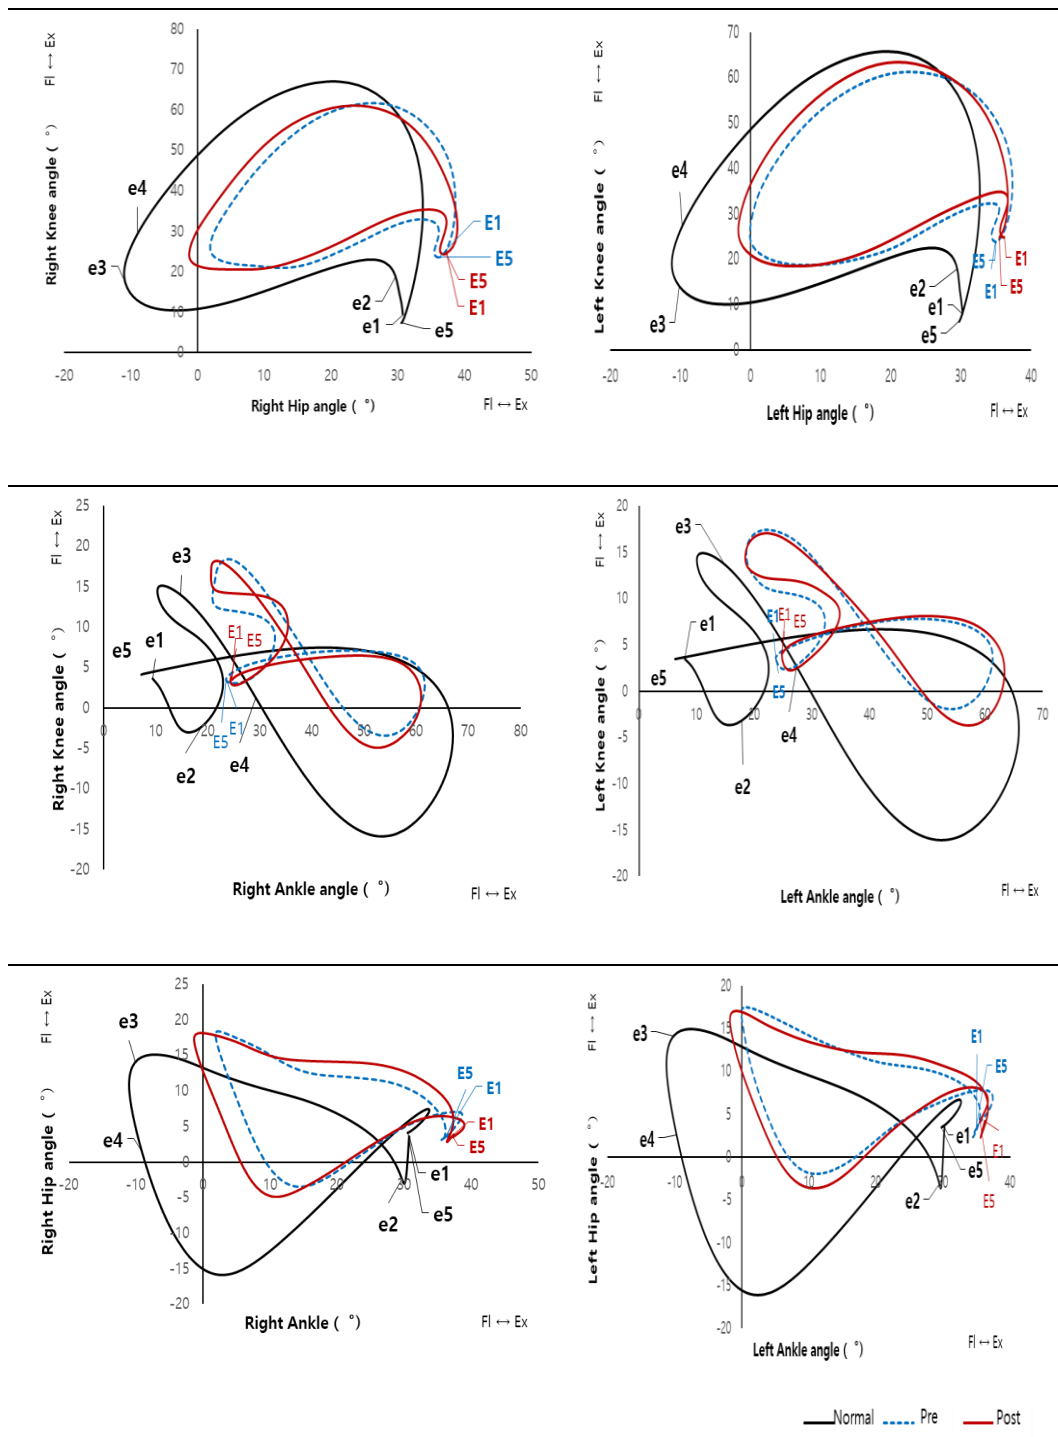 Fl ↔ Ex
Right Knee angle ( °)
80
70
60
50
40
30
20
10
0
-20
-10
0
10
20
30
40
50
e4
e3
e2
e1
e5
E1
E5
E5
E1
Right Hip angle ( °)
Fl ↔ Ex
Fl ↔ Ex
Left Knee angle ( °)
70
60
50
40
30
20
10
0
-20
-10
0
10
20
30
40
e4
e3
e2
e1
e5
E5
E1
E1
E5
Left Hip angle ( °)
Fl ↔ Ex
Fl ↔ Ex
Right Knee angle ( °)
25
20
15
10
5
0
-5
-10
-15
-20
0
10
20
30
40
50
60
70
80
e3
e1
e5
e2
e4
E1
E5
E1
E5
Right Ankle angle ( °)
Fl ↔ Ex
Fl ↔ Ex
Left Knee angle ( °)
20
15
10
5
0
-5
-10
-15
-20
0
10
20
30
40
50
60
70
e3
e1
e5
e2
e4
E1
E1
E5
E5
Left Ankle angle ( °)
Fl ↔ Ex
Fl ↔ Ex
Right Hip angle ( °)
25
20
15
10
5
0
-5
-10
-15
-20
-20
-10
0
10
20
30
40
50
e3
e4
e2
e1
e5
E5
E1
E1
E5
Right Ankle ( °)
Fl ↔ Ex
Fl ↔ Ex
Left Hip angle ( °)
20
15
10
5
0
-5
-10
-15
-20
-20
-10
0
10
20
30
40
e3
e4
e2
e1
e5
E1
E5
E1
E5
Left Ankle angle ( °)
Fl ↔ Ex
Normal Pre Post